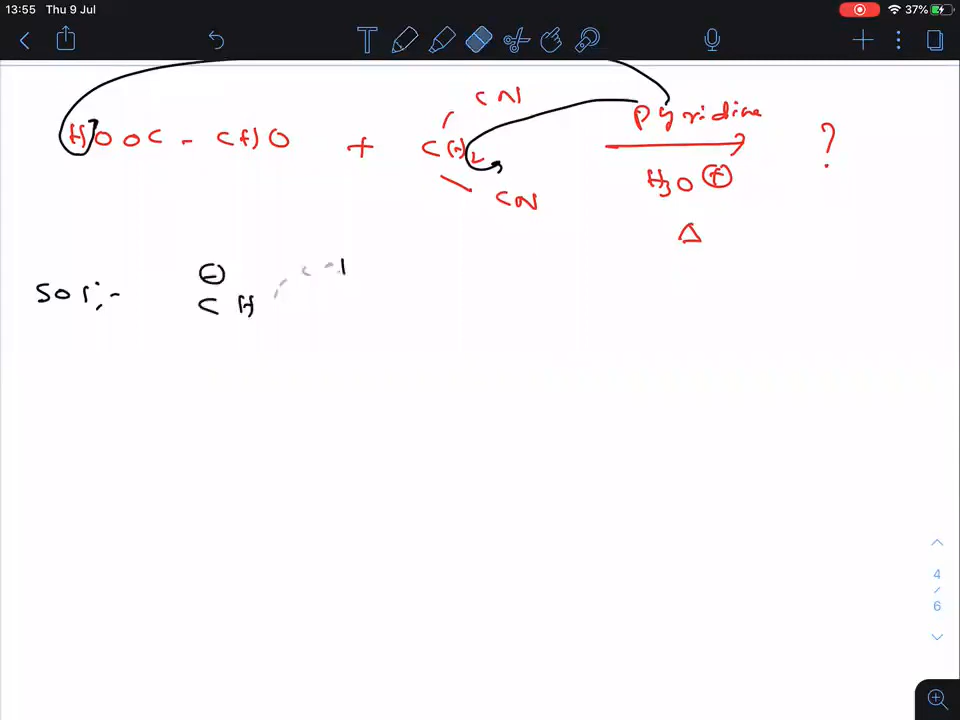 13:55 Thu 9 Jul 37%
T
CN
HOOC - CHO + CH2 pyridine ?
CN H3O⊕
Δ
Sol:- ⊖
CH
4
/
6